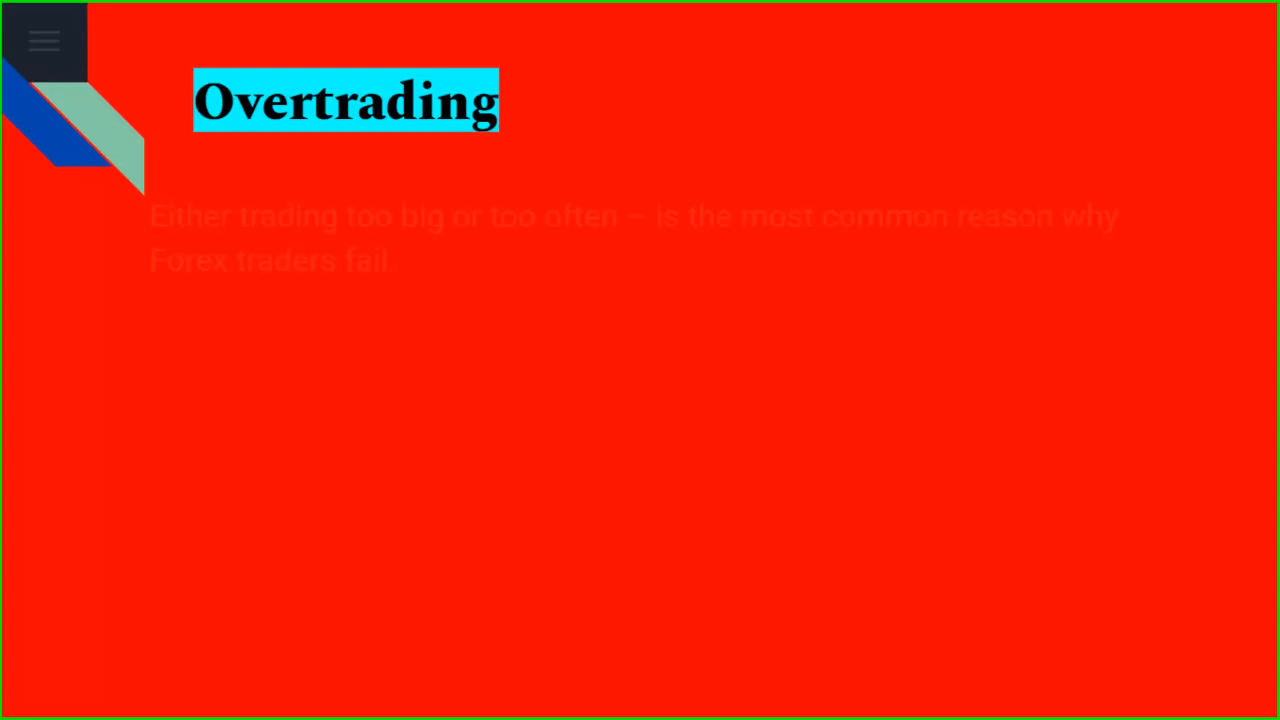 Overtrading
Either trading too big or too often – is the most common reason why
Forex traders fail.